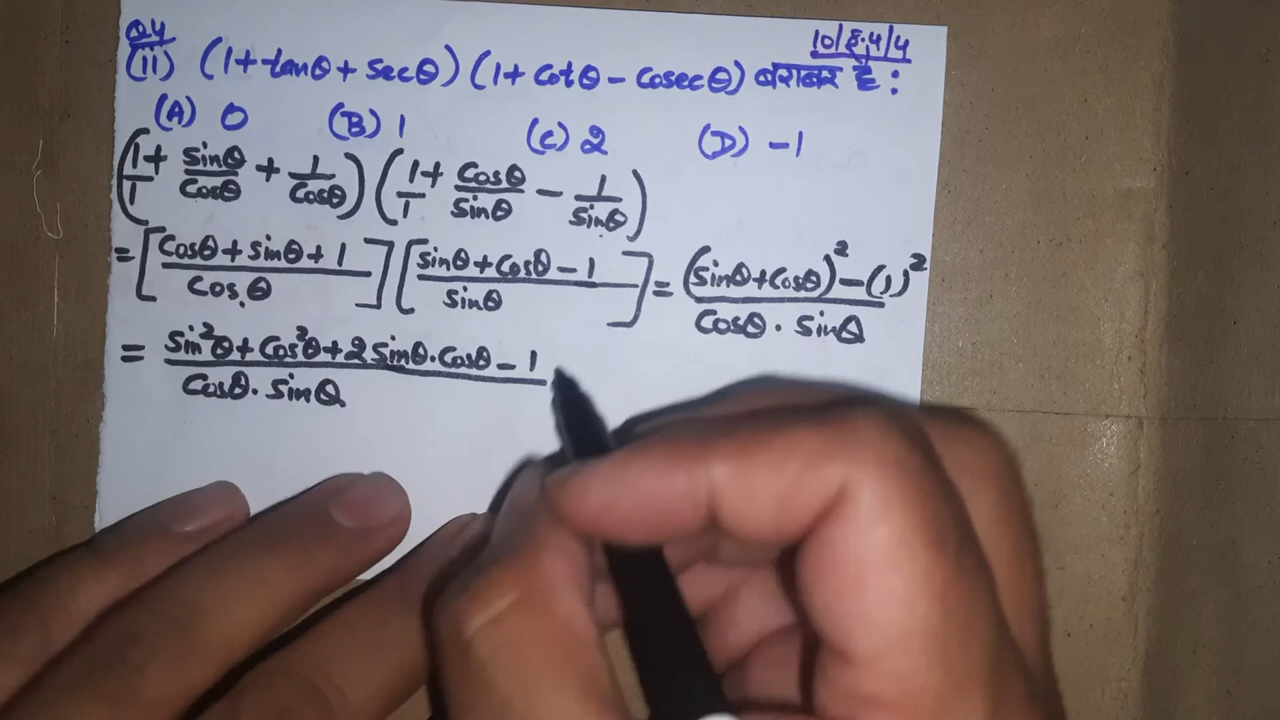 Q4 10/8.4/4
(ii) (1+tanθ+secθ) (1+cotθ-cosecθ) बराबर है :
(A) 0 (B) 1 (C) 2 (D) -1
(1/1 + sinθ/cosθ + 1/cosθ) (1/1 + cosθ/sinθ - 1/sinθ)
= [cosθ+sinθ+1/cosθ] [sinθ+cosθ-1/sinθ] = (sinθ+cosθ)²-(1)²/cosθ·sinθ
= sin²θ+cos²θ+2sinθ·cosθ-1/cosθ·sinθ